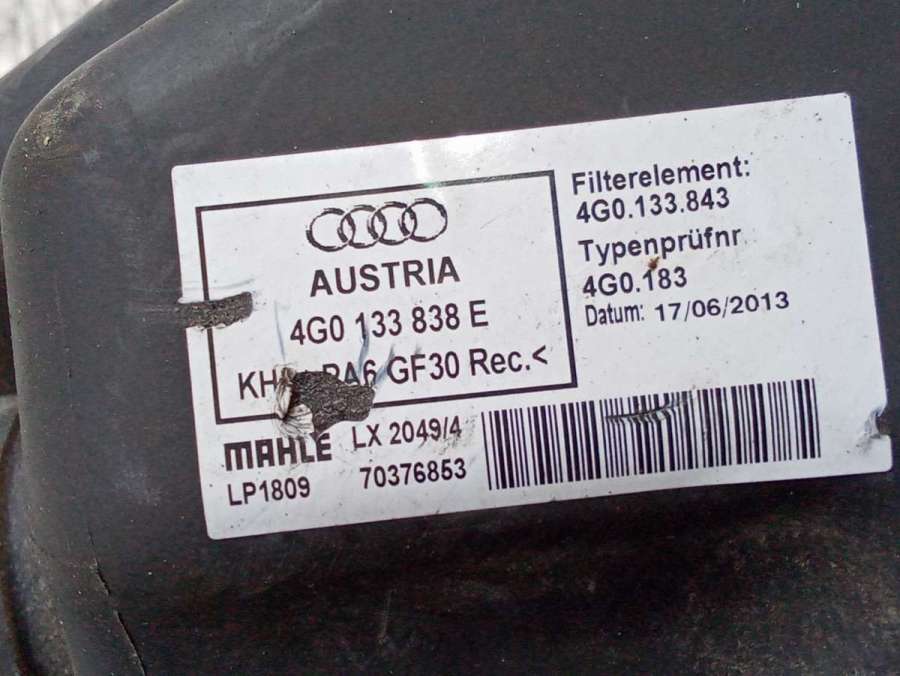 AUSTRIA
4G0 133 838 E
GF30 Rec.<
MAHLE LX 2049/4
LP1809 70376853
Filterelement:
4G0.133.843
Typenprüfnr
4G0.183
Datum: 17/06/2013